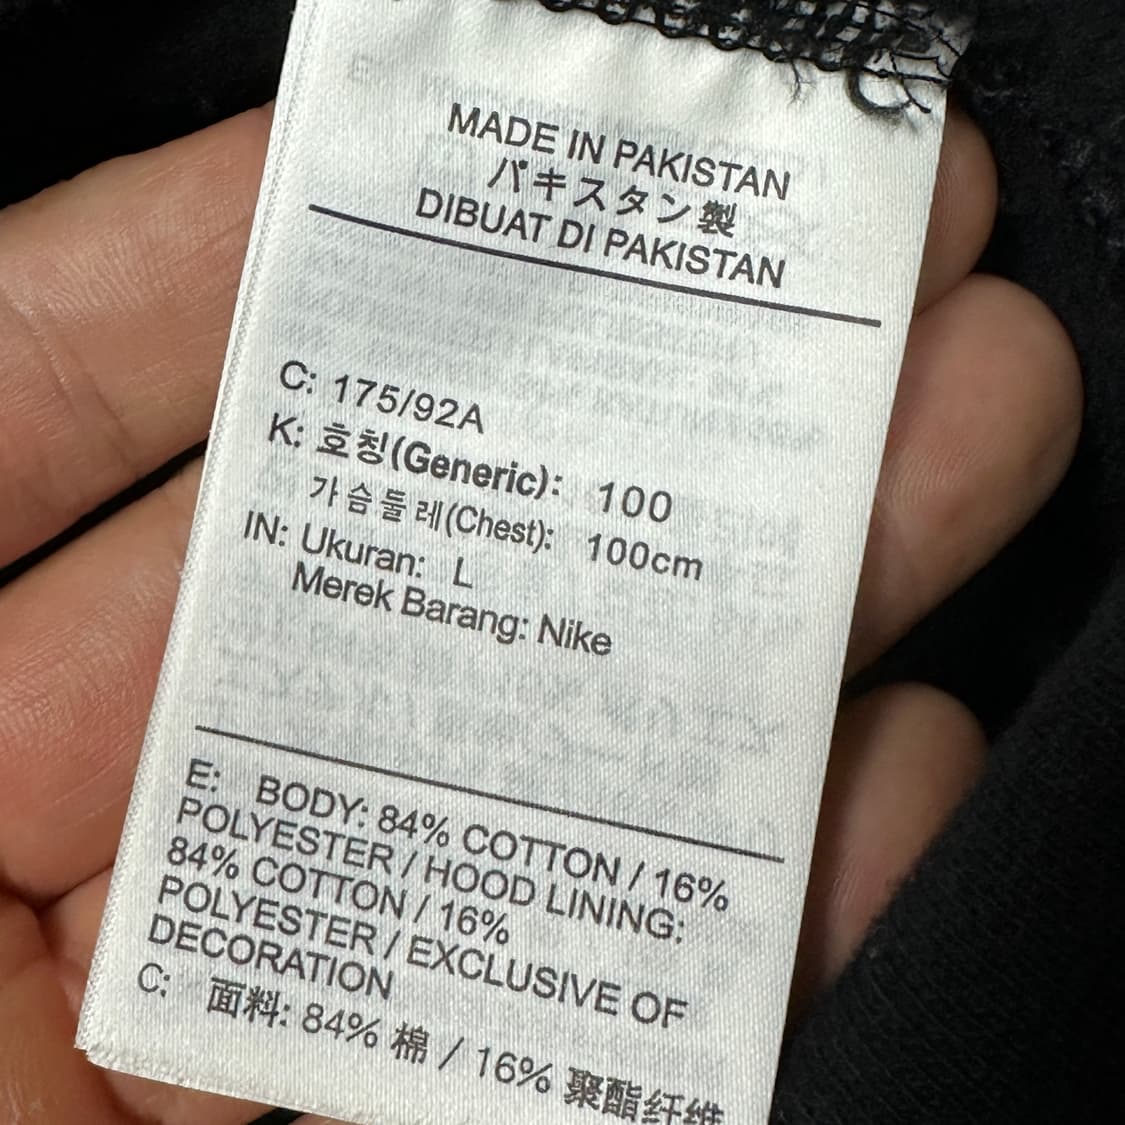 MADE IN PAKISTAN
パキスタン製
DIBUAT DI PAKISTAN
C: 175/92A
K: 호칭(Generic): 100
가슴둘레(Chest): 100cm
IN: Ukuran: L
Merek Barang: Nike
E: BODY: 84% COTTON / 16%
POLYESTER / HOOD LINING:
84% COTTON / 16%
POLYESTER / EXCLUSIVE OF
DECORATION
C: 面料: 84% 棉 / 16% 聚酯纤维